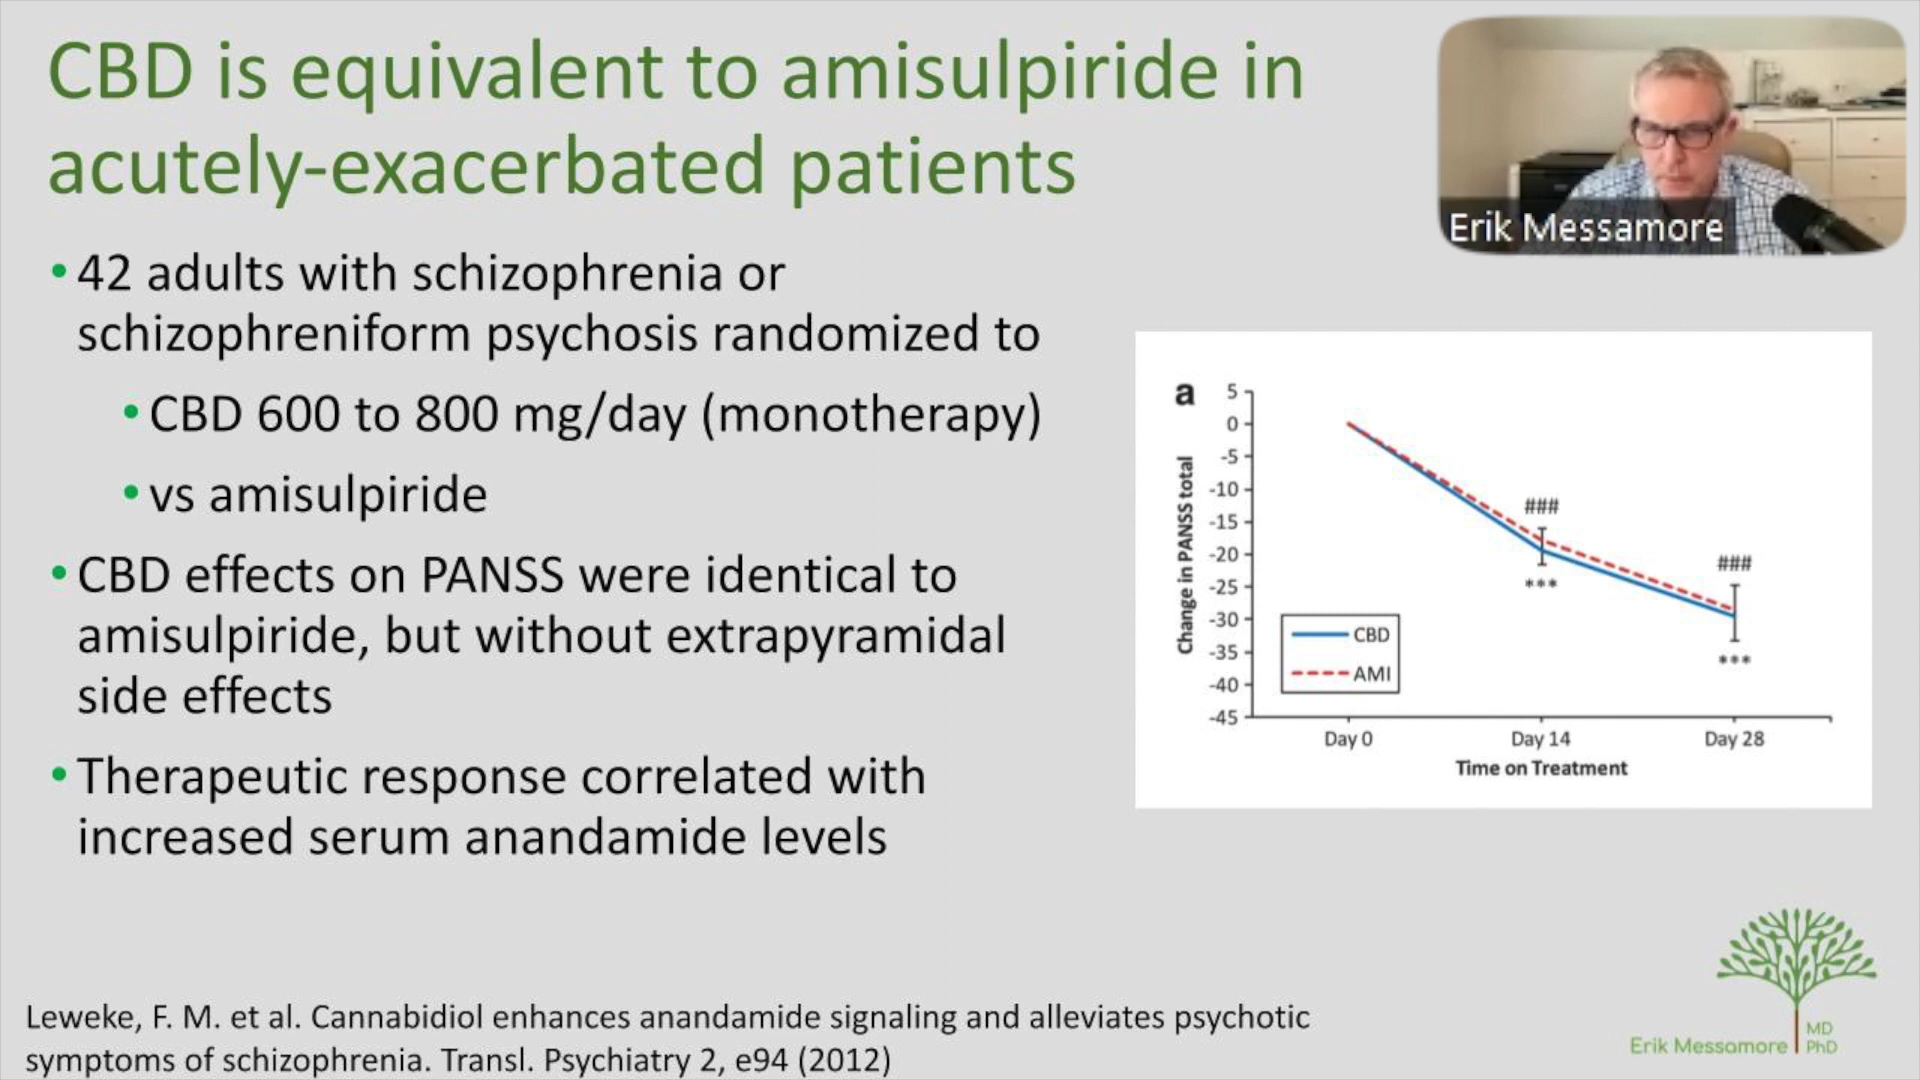 CBD is equivalent to amisulpiride in
acutely-exacerbated patients
Erik Messamore
• 42 adults with schizophrenia or
schizophreniform psychosis randomized to
• CBD 600 to 800 mg/day (monotherapy)
• vs amisulpiride
• CBD effects on PANSS were identical to
amisulpiride, but without extrapyramidal
side effects
• Therapeutic response correlated with
increased serum anandamide levels
a
Change in PANSS total
5
0
-5
-10
-15
-20
-25
-30
-35
-40
-45
###
***
###
***
CBD
AMI
Day 0
Day 14
Day 28
Time on Treatment
Leweke, F. M. et al. Cannabidiol enhances anandamide signaling and alleviates psychotic
symptoms of schizophrenia. Transl. Psychiatry 2, e94 (2012)
Erik Messamore
MD
PhD